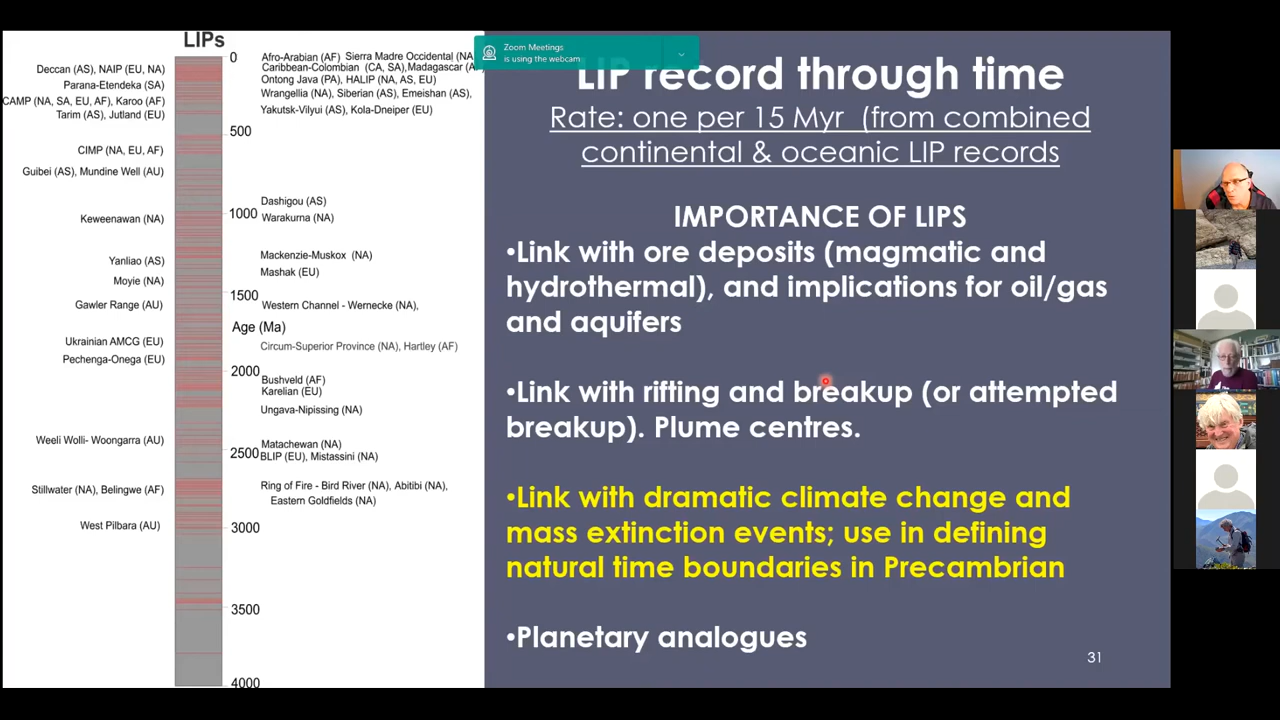 LIPs
0
Afro-Arabian (AF) Sierra Madre Occidental (NA
Deccan (AS), NAIP (EU, NA)
Caribbean-Colombian (CA, SA),Madagascar
Parana-Etendeka (SA)
Ontong Java (PA), HALIP (NA, AS, EU)
CAMP (NA, SA, EU, AF), Karoo (AF)
Wrangellia (NA), Siberian (AS), Emeishan (AS),
Tarim (AS), Jutland (EU)
Yakutsk-Vilyui (AS), Kola-Dneiper (EU)
500
CIMP (NA, EU, AF)
Guibei (AS), Mundine Well (AU)
Dashigou (AS)
1000
Keweenawan (NA)
Warakurna (NA)
Yanliao (AS)
Mackenzie-Muskox (NA)
Moyie (NA)
Mashak (EU)
1500
Gawler Range (AU)
Western Channel - Wernecke (NA),
Age (Ma)
Ukrainian AMCG (EU)
Circum-Superior Province (NA), Hartley (AF)
Pechenga-Onega (EU)
2000
Bushveld (AF)
Karelian (EU)
Ungava-Nipissing (NA)
Weeli Wolli- Woongarra (AU)
Matachewan (NA)
2500
BLIP (EU), Mistassini (NA)
Stillwater (NA), Belingwe (AF)
Ring of Fire - Bird River (NA), Abitibi (NA),
Eastern Goldfields (NA)
West Pilbara (AU)
3000
3500
4000
Zoom Meetings
is using the webcam
LIP record through time
Rate: one per 15 Myr (from combined
continental & oceanic LIP records
IMPORTANCE OF LIPS
•Link with ore deposits (magmatic and
hydrothermal), and implications for oil/gas
and aquifers
•Link with rifting and breakup (or attempted
breakup). Plume centres.
•Link with dramatic climate change and
mass extinction events; use in defining
natural time boundaries in Precambrian
•Planetary analogues
31